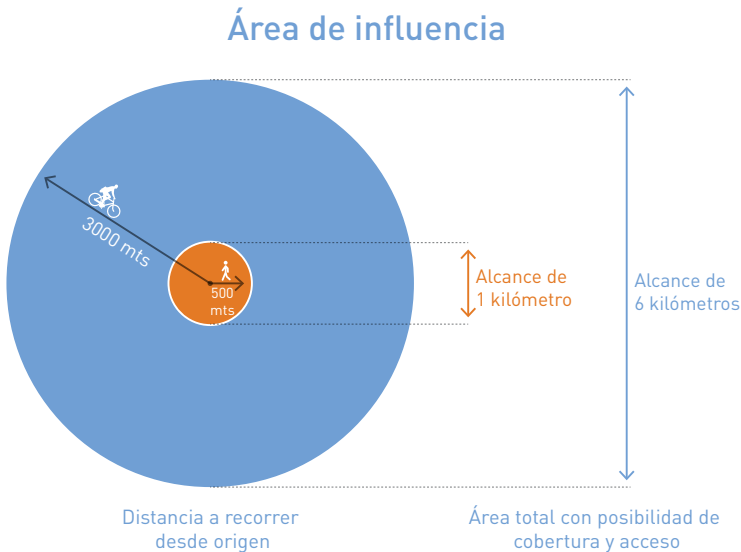 Área de influencia
3000 mts
500
mts
Alcance de
1 kilómetro
Alcance de
6 kilómetros
Distancia a recorrer
desde origen
Área total con posibilidad de
cobertura y acceso